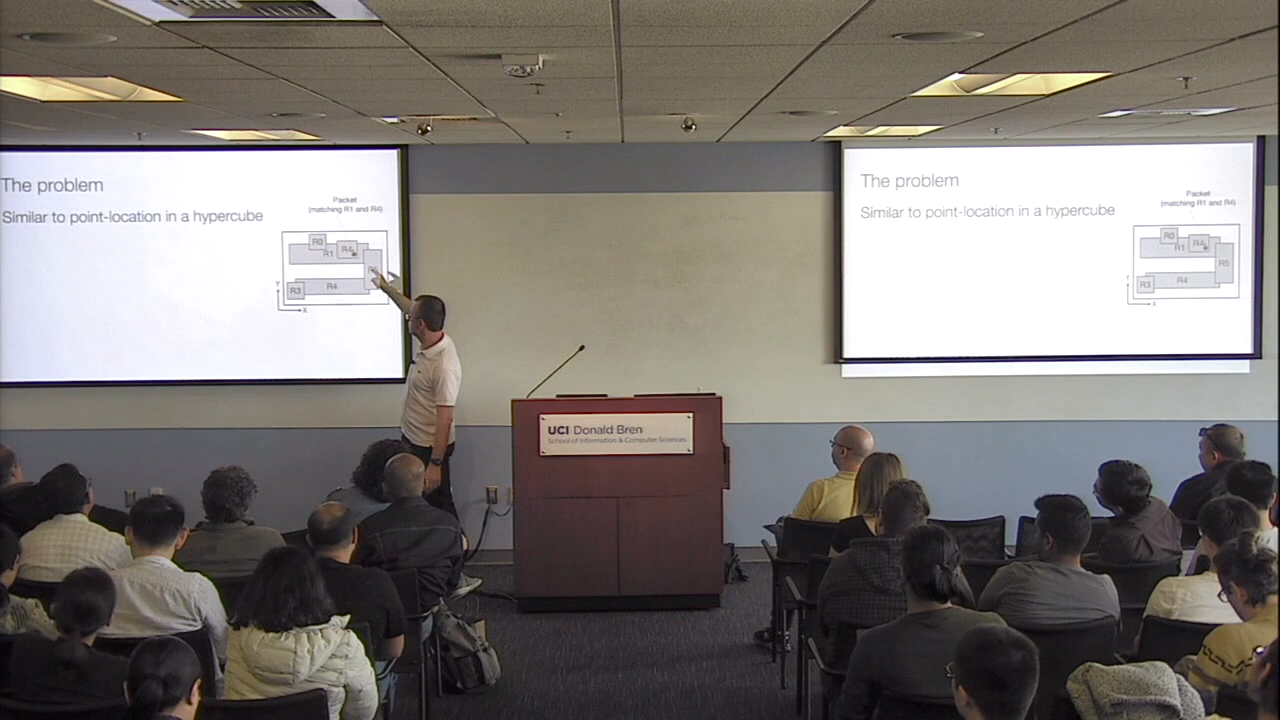 The problem
Similar to point-location in a hypercube
Packet
(matching R1 and R4)
R0
R4
R1
R3
R4
Y
X
UCI Donald Bren
School of Information & Computer Sciences
The problem
Similar to point-location in a hypercube
Packet
(matching R1 and R4)
R0
R4
R1
R5
R3
R4
Y
X